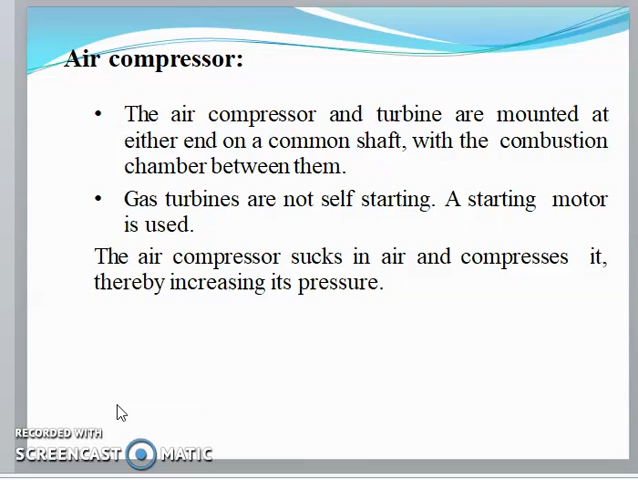 Air compressor:
• The air compressor and turbine are mounted at
either end on a common shaft, with the combustion
chamber between them.
• Gas turbines are not self starting. A starting motor
is used.
The air compressor sucks in air and compresses it,
thereby increasing its pressure.
RECORDED WITH
SCREENCAST MATIC